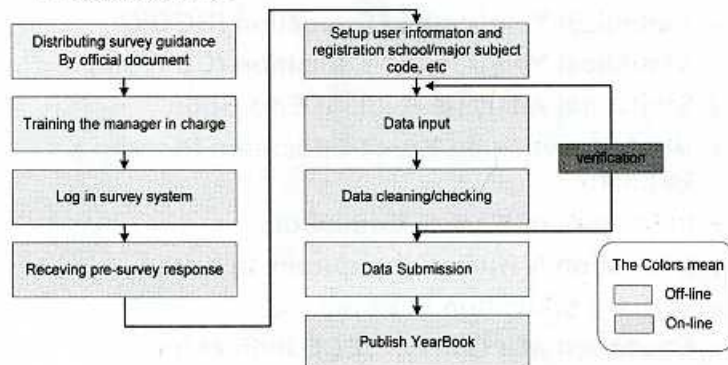 Distributing survey guidance
By official document
Training the manager in charge
Log in survey system
Receving pre-survey response
Setup user informaton and
registration school/major subject
code, etc
Data input
verification
Data cleaning/checking
Data Submission
Publish YearBook
The Colors mean
Off-line
On-line